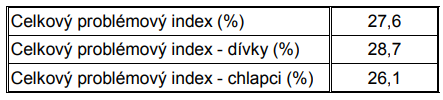 Celkový problémový index (%) 27,6
Celkový problémový index - dívky (%) 28,7
Celkový problémový index - chlapci (%) 26,1